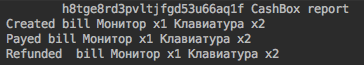 h8tge8rd3pvltjfgd53u66aq1f CashBox report
Created bill Монитор x1 Клавиатура x2
Payed bill Монитор x1 Клавиатура x2
Refunded  bill Монитор x1 Клавиатура x2